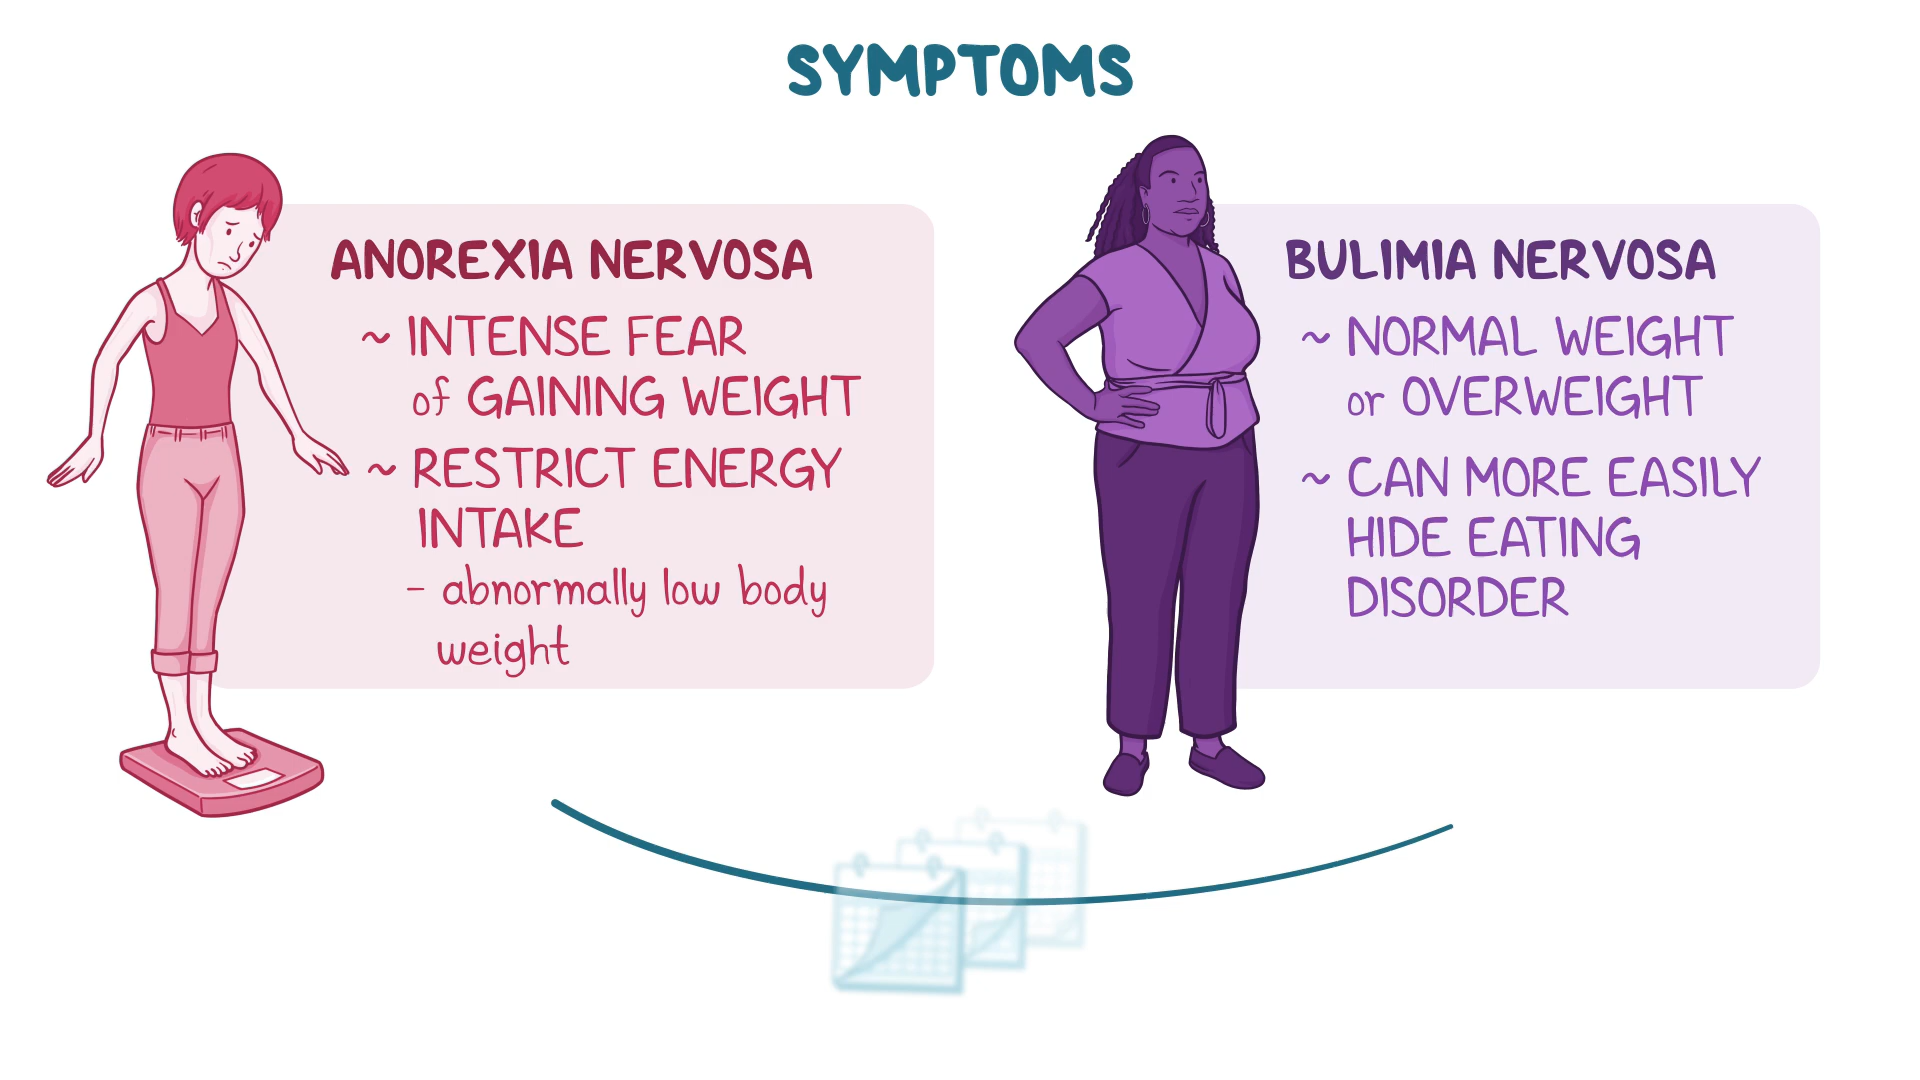 SYMPTOMS
ANOREXIA NERVOSA
~ INTENSE FEAR
of GAINING WEIGHT
~ RESTRICT ENERGY
INTAKE
- abnormally low body
weight
BULIMIA NERVOSA
~ NORMAL WEIGHT
or OVERWEIGHT
~ CAN MORE EASILY
HIDE EATING
DISORDER